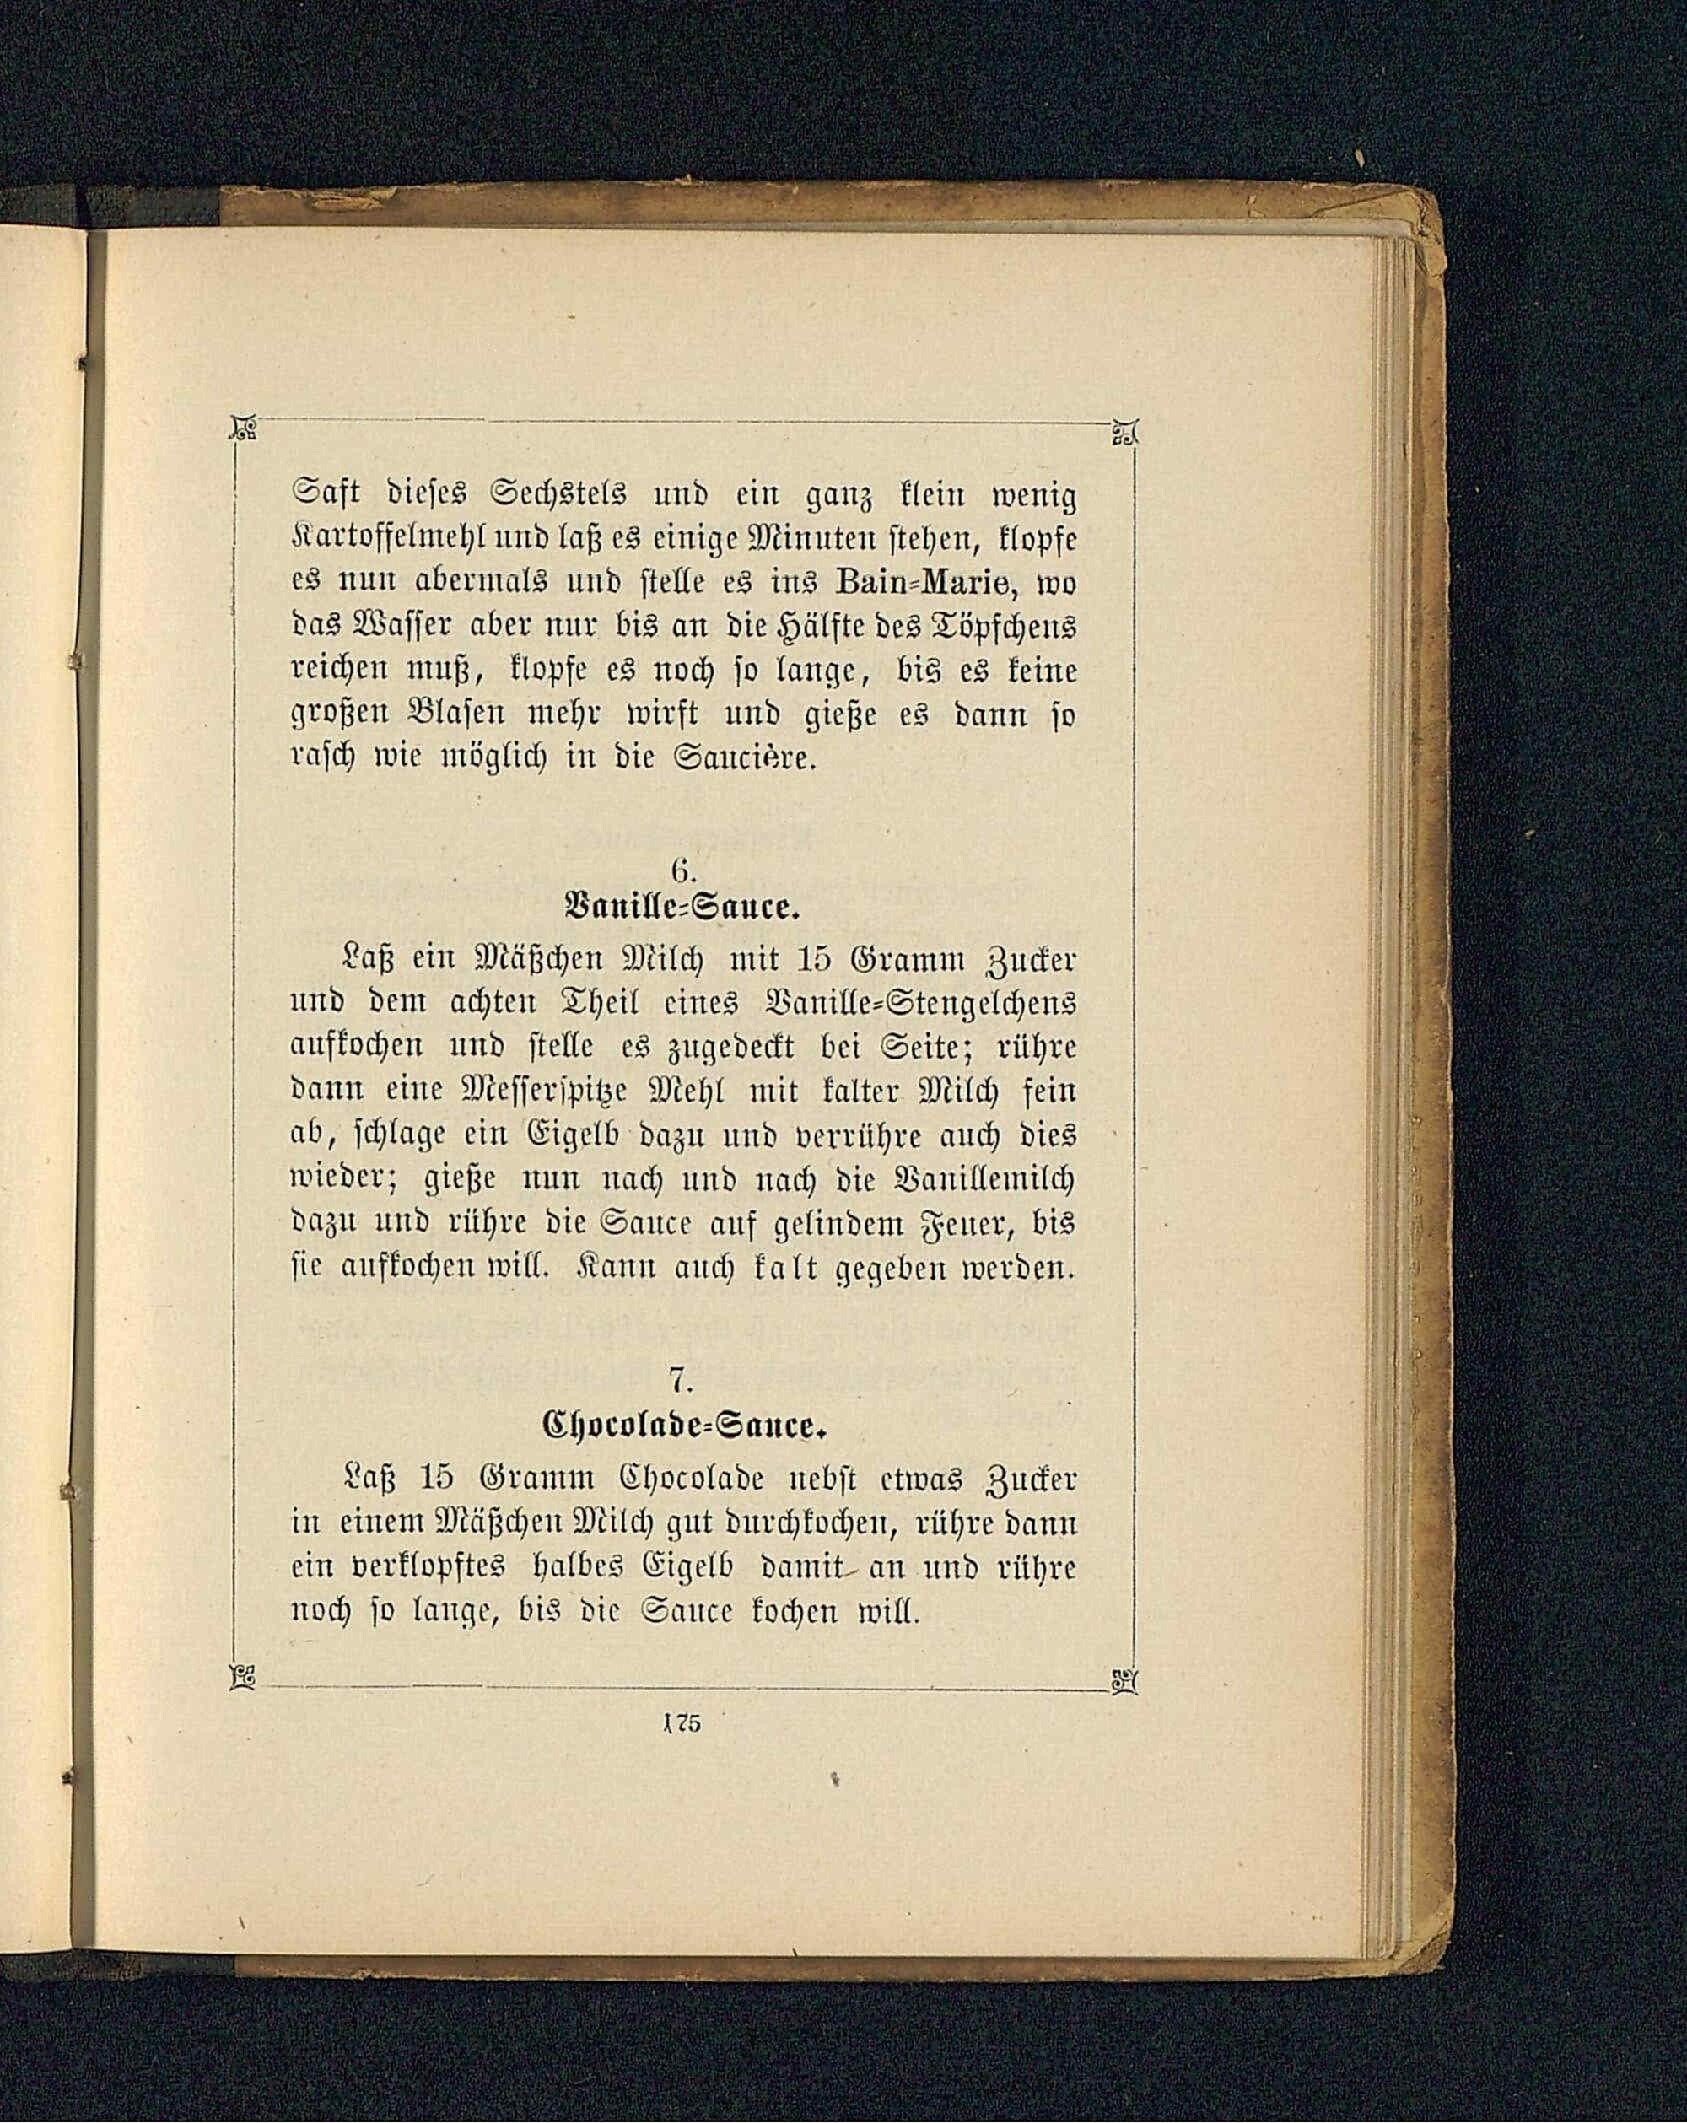 Saft dieses Sechstels und ein ganz klein wenig
Kartoffelmehl und laß es einige Minuten stehen, klopfe
es nun abermals und stelle es ins Bain-Marie, wo
das Wasser aber nur bis an die Hälfte des Töpfchens
reichen muß, klopfe es noch so lange, bis es keine
großen Blasen mehr wirft und gieße es dann so
rasch wie möglich in die Saucière.
6.
Vanille-Sauce.
Laß ein Mäßchen Milch mit 15 Gramm Zucker
und dem achten Theil eines Vanille-Stengelchens
aufkochen und stelle es zugedeckt bei Seite; rühre
dann eine Messerspitze Mehl mit kalter Milch fein
ab, schlage ein Eigelb dazu und verrühre auch dies
wieder; gieße nun nach und nach die Vanillemilch
dazu und rühre die Sauce auf gelindem Feuer, bis
sie aufkochen will. Kann auch kalt gegeben werden.
7.
Chocolade-Sauce.
Laß 15 Gramm Chocolade nebst etwas Zucker
in einem Mäßchen Milch gut durchkochen, rühre dann
ein verklopftes halbes Eigelb damit an und rühre
noch so lange, bis die Sauce kochen will.
175